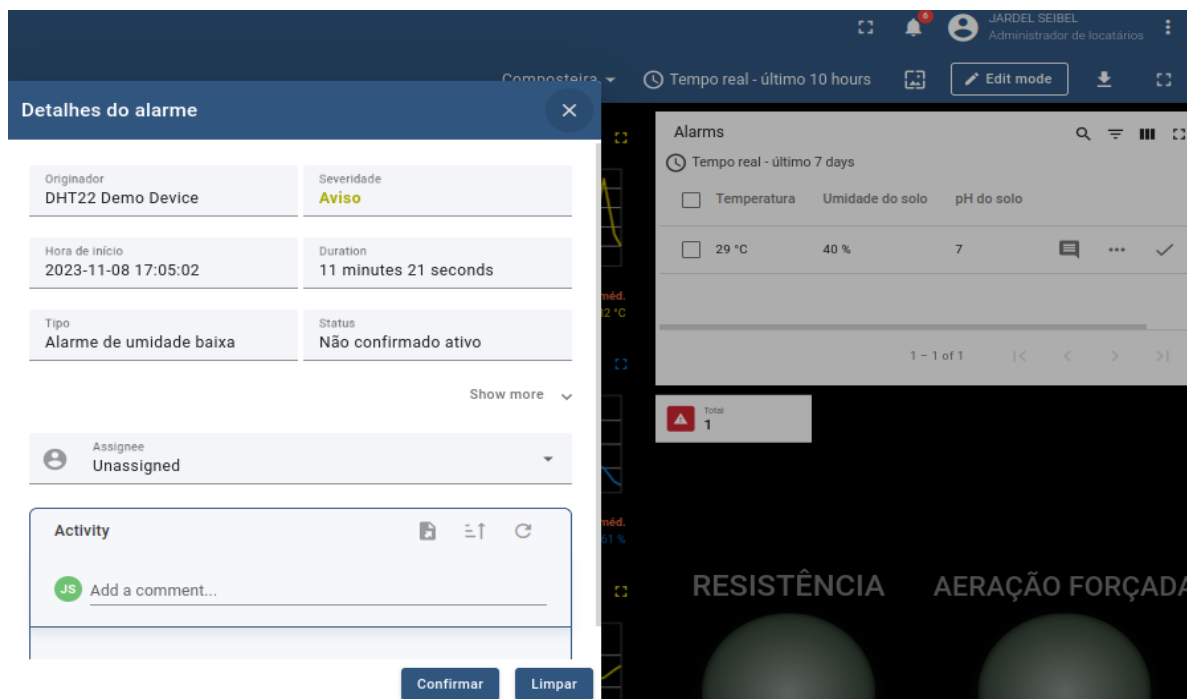 6
JARDEL SEIBEL
Administrador de locatários
Composteira
Tempo real - último 10 hours
Edit mode
Detalhes do alarme
Originador
DHT22 Demo Device
Severidade
Aviso
Hora de início
2023-11-08 17:05:02
Duration
11 minutes 21 seconds
Tipo
Alarme de umidade baixa
Status
Não confirmado ativo
Show more
Assignee
Unassigned
Activity
JS
Add a comment...
Confirmar
Limpar
méd.
32 °C
méd.
61 %
Alarms
Tempo real - último 7 days
Temperatura
Umidade do solo
pH do solo
29 °C
40 %
7
1 – 1 of 1
Total
1
RESISTÊNCIA
AERAÇÃO FORÇADA